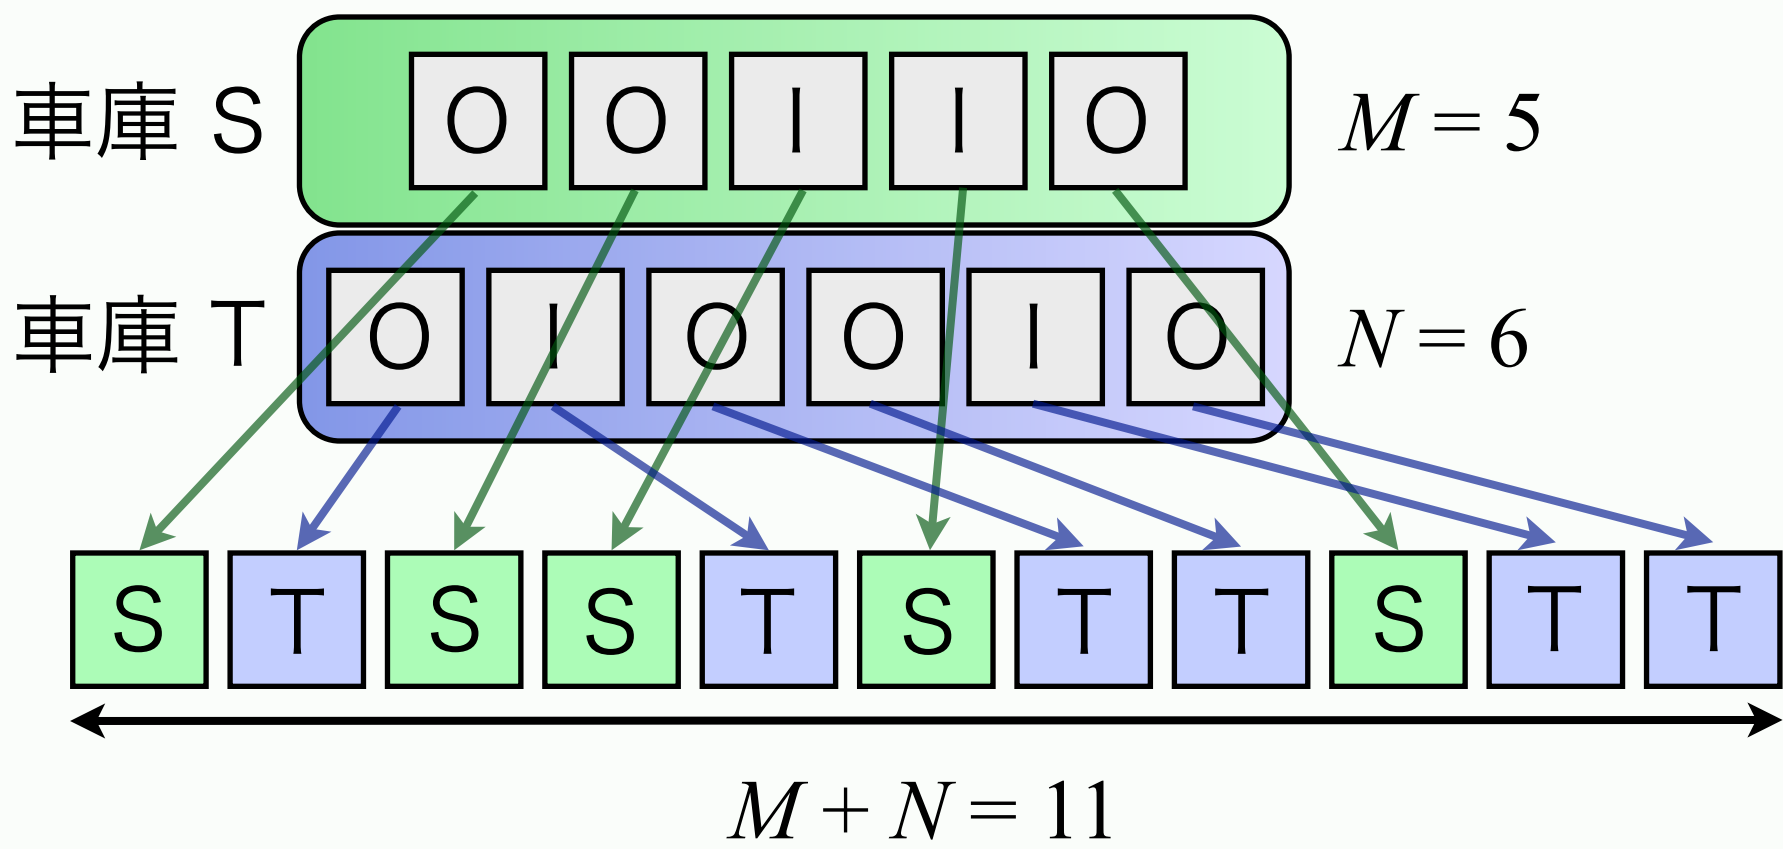 車庫 S O O I I O M = 5
車庫 T O I O O I O N = 6
S T S S T S T T S T T
M + N = 11